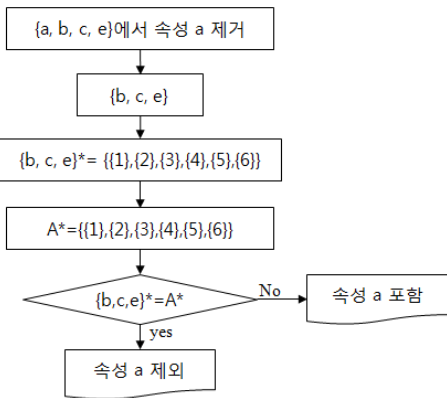 {a, b, c, e}에서 속성 a 제거
{b, c, e}
{b, c, e}*= {{1},{2},{3},{4},{5},{6}}
A*={{1},{2},{3},{4},{5},{6}}
{b,c,e}*=A*
No
속성 a 포함
yes
속성 a 제외